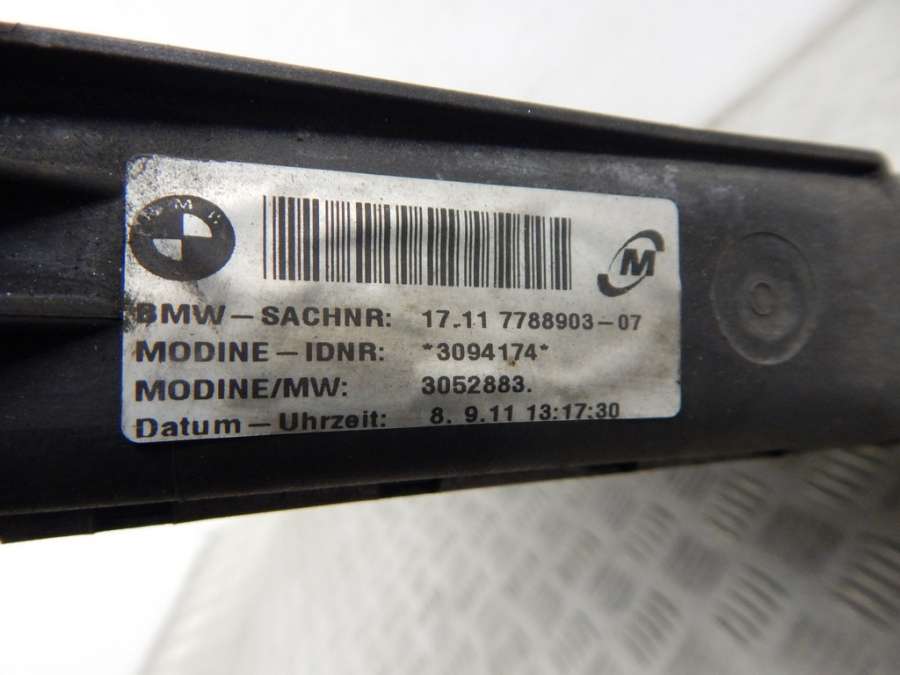 BMW
M
BMW-SACHNR: 17.11 7788903-07
MODINE-IDNR: *3094174*
MODINE/MW: 3052883.
Datum-Uhrzeit: 8. 9.11 13:17:30